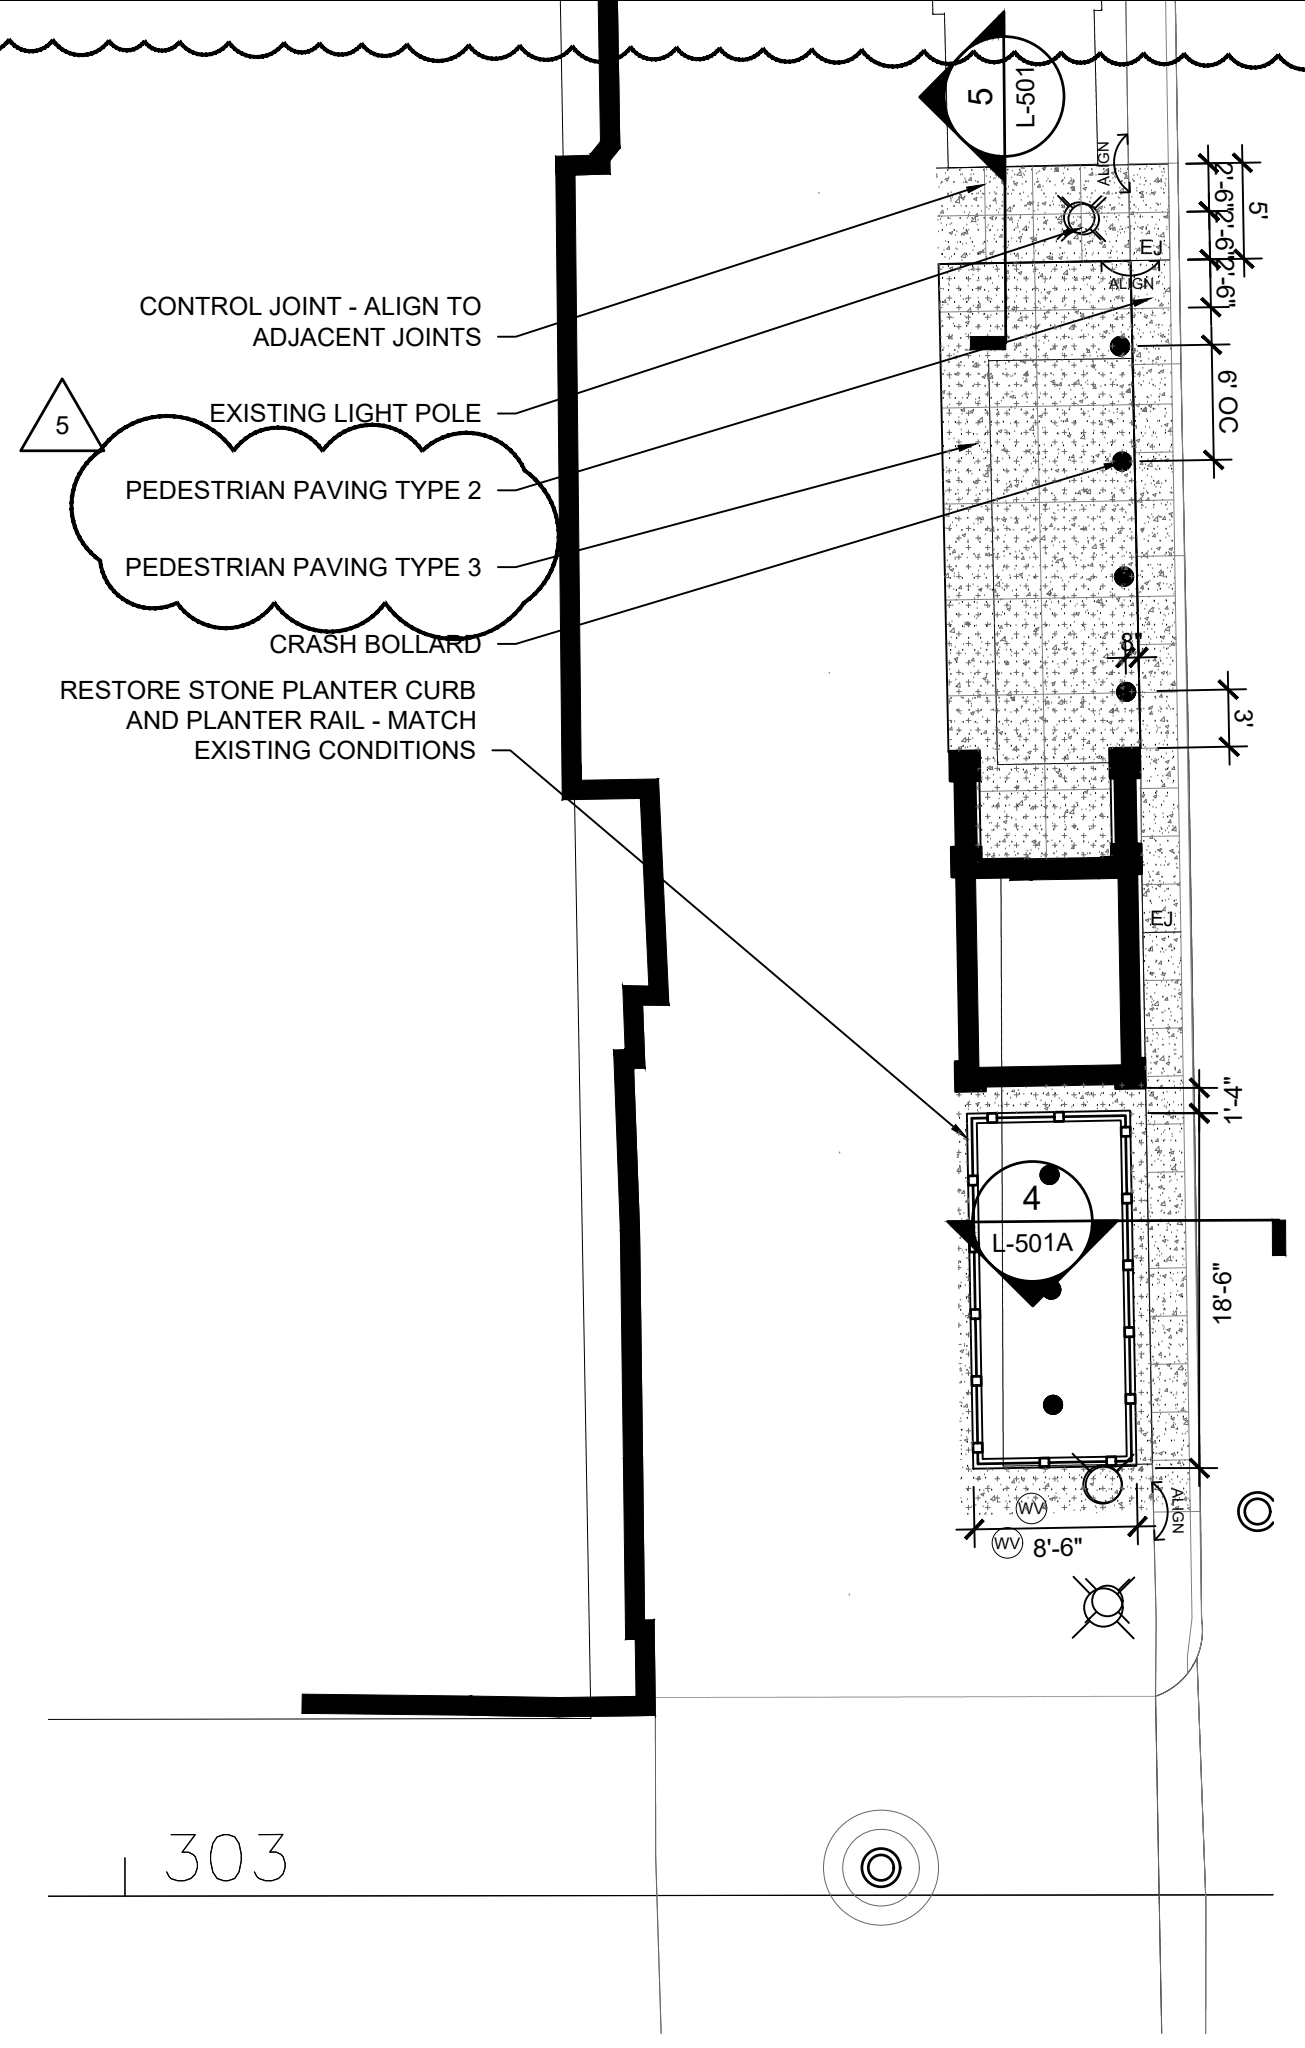 5
L-501
ALIGN
2'-6"
2'-6"
2'-6"
5'
EJ
ALIGN
CONTROL JOINT - ALIGN TO
ADJACENT JOINTS
6' OC
5
EXISTING LIGHT POLE
PEDESTRIAN PAVING TYPE 2
PEDESTRIAN PAVING TYPE 3
CRASH BOLLARD
8"
RESTORE STONE PLANTER CURB
AND PLANTER RAIL - MATCH
EXISTING CONDITIONS
3'
EJ
1'-4"
4
L-501A
18'-6"
WV
ALIGN
WV
8'-6"
303